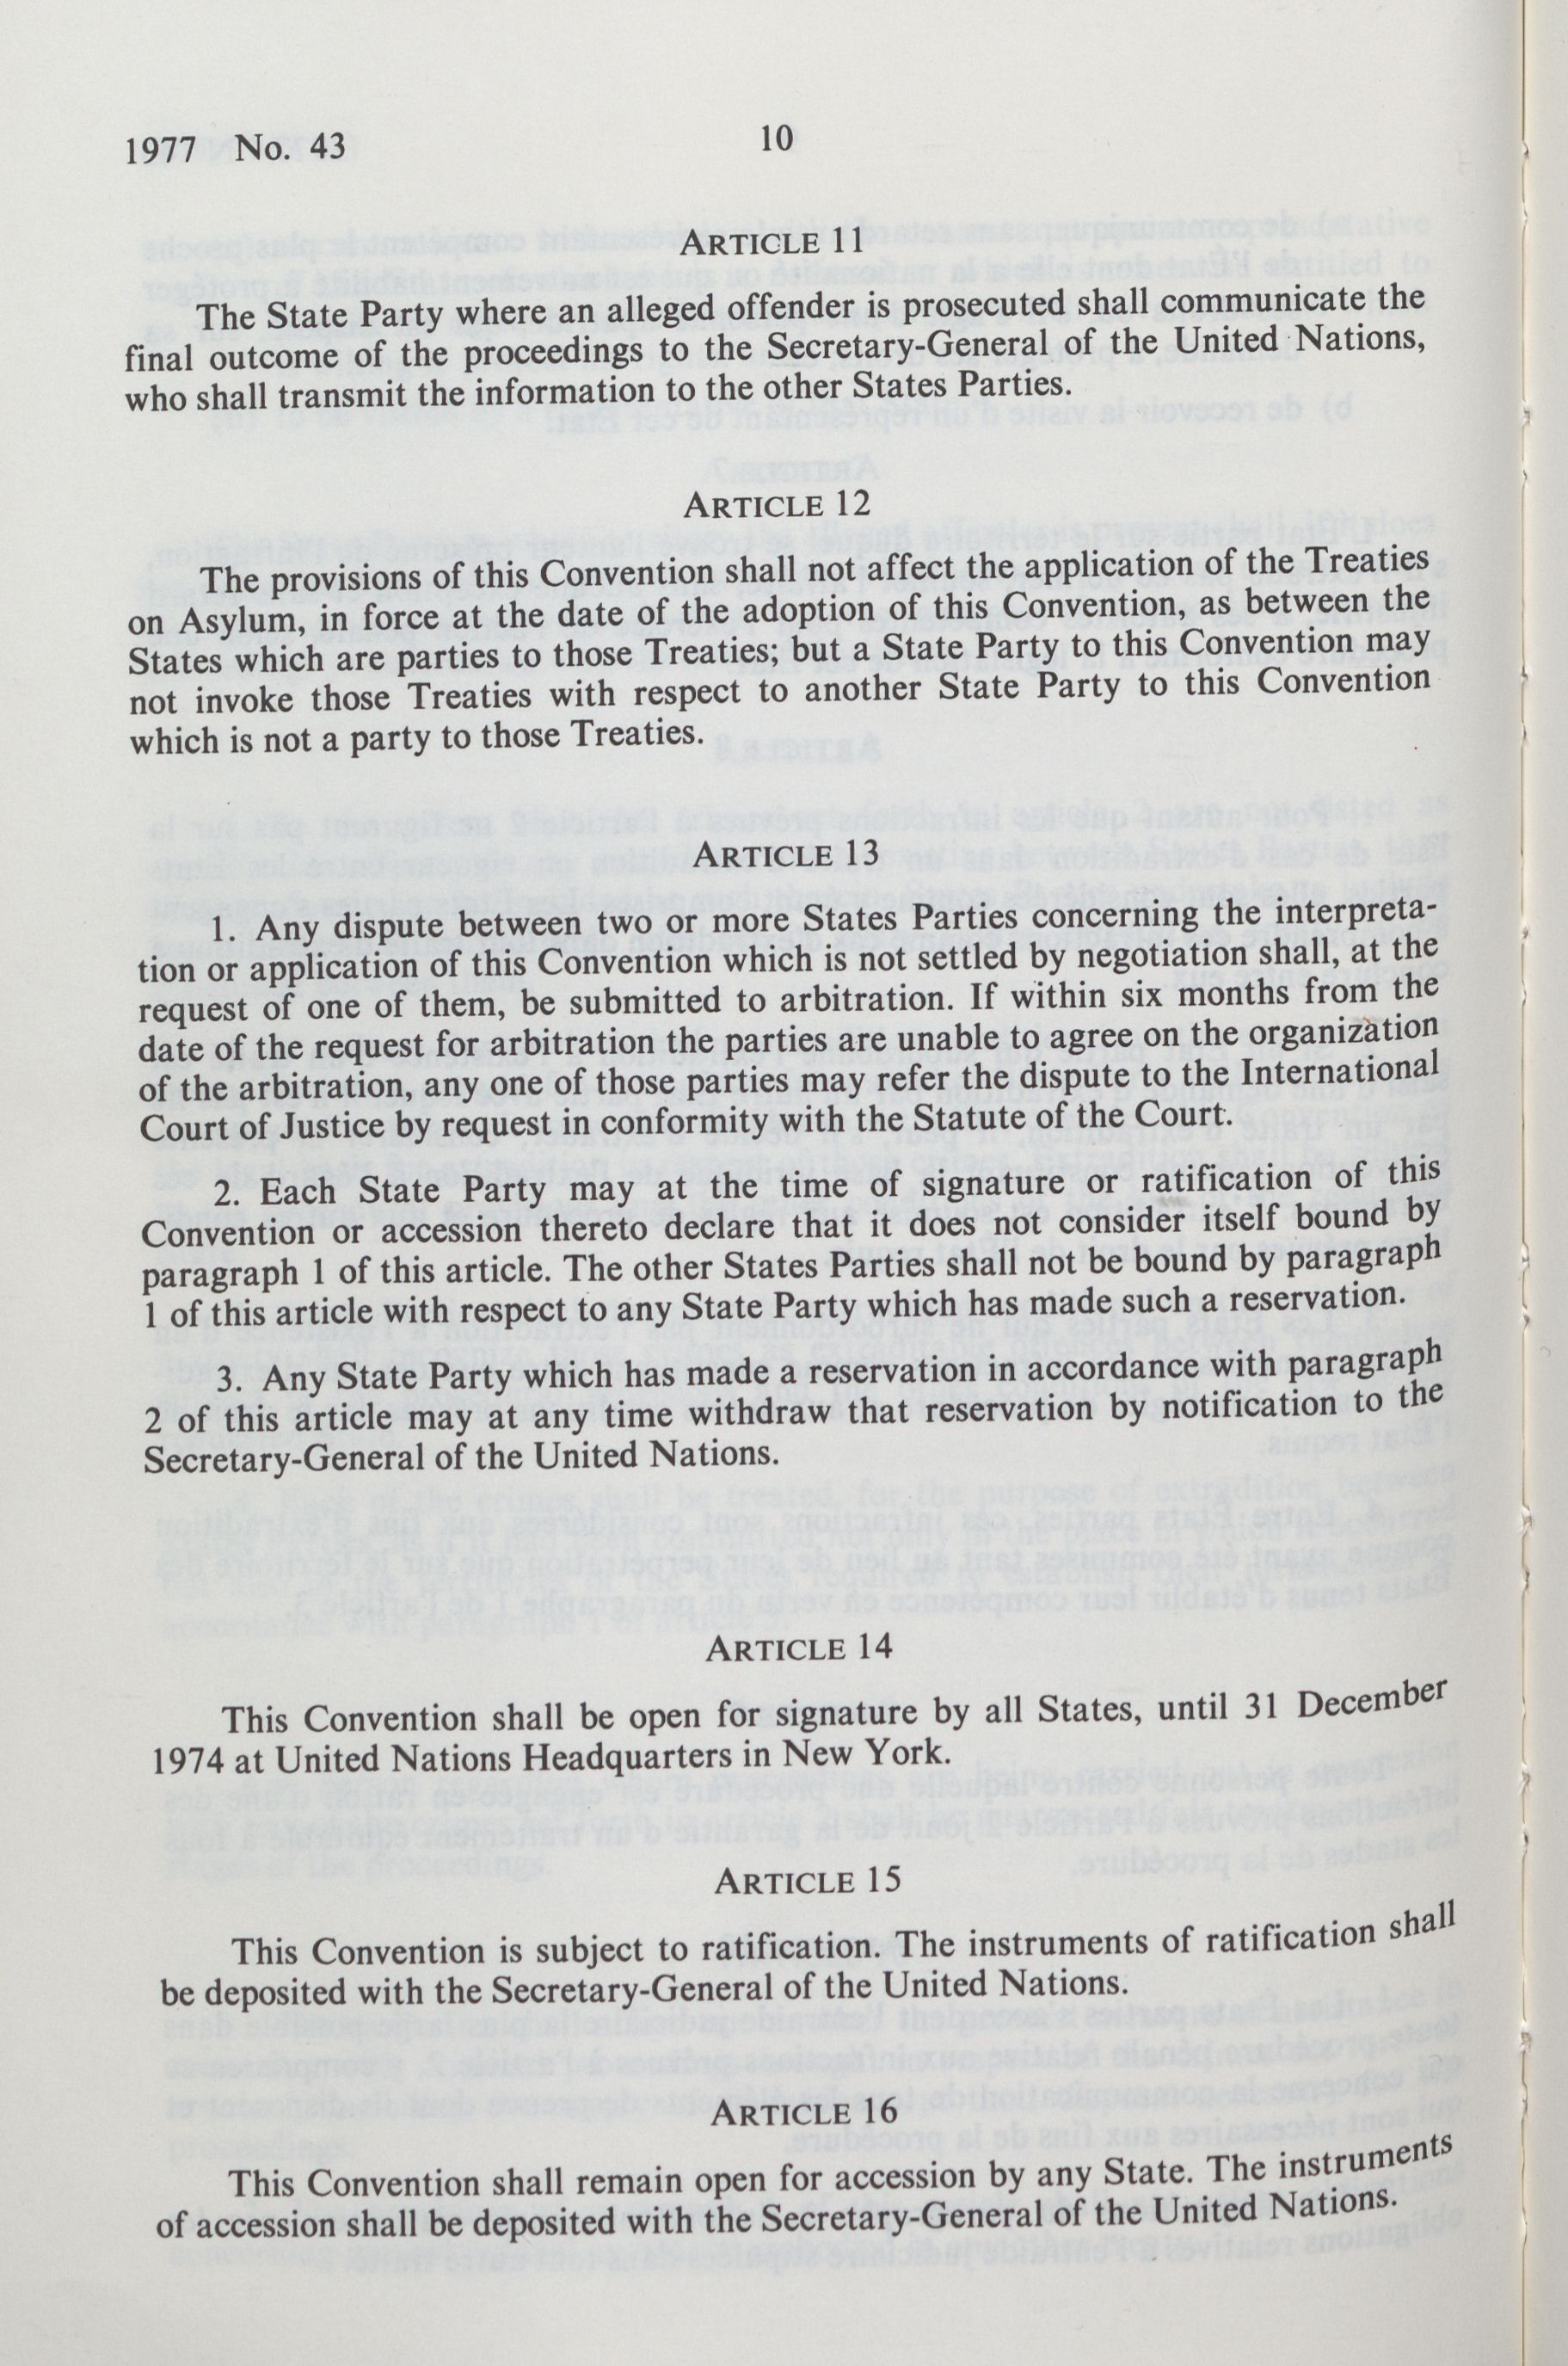 1977 No. 43
10
ARTICLE 11
The State Party where an alleged offender is prosecuted shall communicate the
final outcome of the proceedings to the Secretary-General of the United Nations,
who shall transmit the information to the other States Parties.
ARTICLE 12
The provisions of this Convention shall not affect the application of the Treaties
on Asylum, in force at the date of the adoption of this Convention, as between the
States which are parties to those Treaties; but a State Party to this Convention may
not invoke those Treaties with respect to another State Party to this Convention
which is not a party to those Treaties.
ARTICLE 13
1. Any dispute between two or more States Parties concerning the interpreta-
tion or application of this Convention which is not settled by negotiation shall, at the
request of one of them, be submitted to arbitration. If within six months from the
date of the request for arbitration the parties are unable to agree on the organization
of the arbitration, any one of those parties may refer the dispute to the International
Court of Justice by request in conformity with the Statute of the Court.
2. Each State Party may at the time of signature or ratification of this
Convention or accession thereto declare that it does not consider itself bound by
paragraph 1 of this article. The other States Parties shall not be bound by paragraph
1 of this article with respect to any State Party which has made such a reservation.
3. Any State Party which has made a reservation in accordance with paragraph
2 of this article may at any time withdraw that reservation by notification to the
Secretary-General of the United Nations.
ARTICLE 14
This Convention shall be open for signature by all States, until 31 December
1974 at United Nations Headquarters in New York.
ARTICLE 15
This Convention is subject to ratification. The instruments of ratification shall
be deposited with the Secretary-General of the United Nations.
ARTICLE 16
This Convention shall remain open for accession by any State. The instruments
of accession shall be deposited with the Secretary-General of the United Nations.